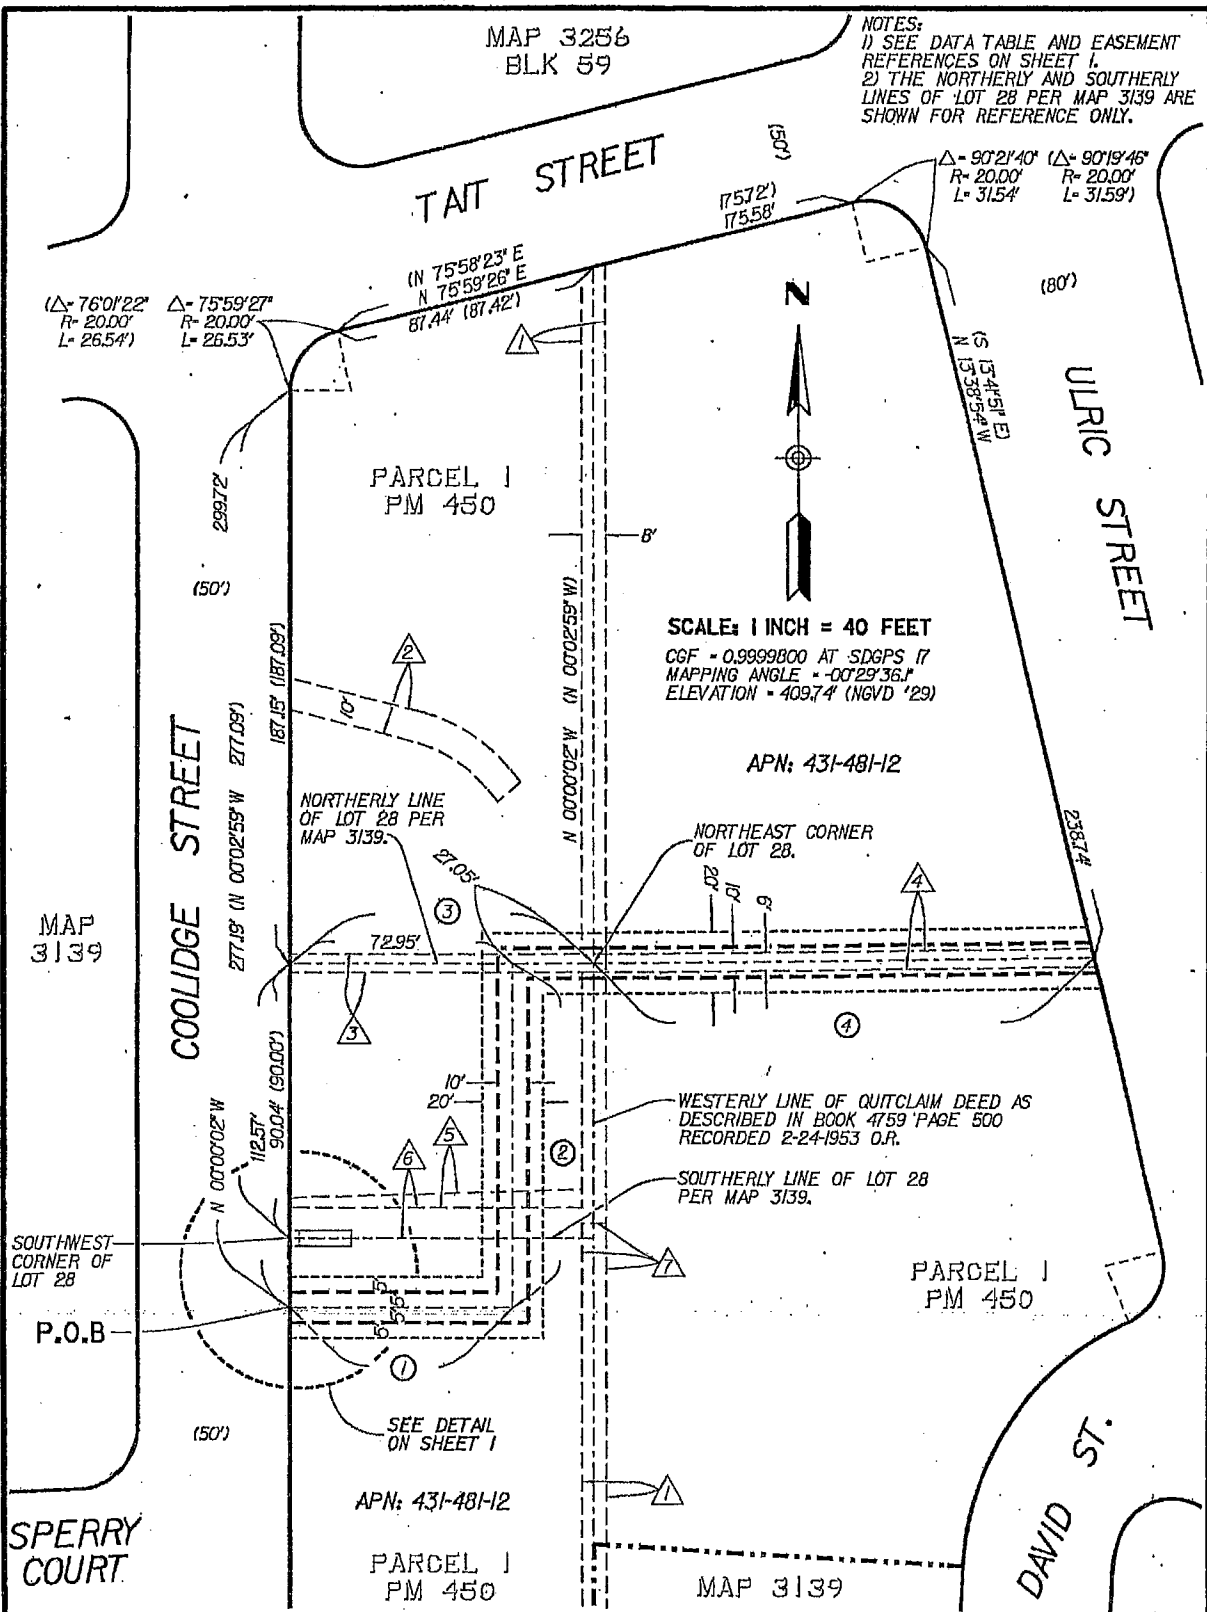 MAP 3256
BLK 59
NOTES:
1) SEE DATA TABLE AND EASEMENT
REFERENCES ON SHEET 1.
2) THE NORTHERLY AND SOUTHERLY
LINES OF LOT 28 PER MAP 3139 ARE
SHOWN FOR REFERENCE ONLY.
TAIT STREET
(50')
(175.72')
175.58'
Δ= 90°21'40" (Δ= 90°19'46"
R= 20.00' R= 20.00'
L= 31.54' L= 31.59')
(N 75°58'23" E
N 75°59'26" E
87.44' (87.42')
(Δ= 76°01'22" Δ= 75°59'27"
R= 20.00' R= 20.00'
L= 26.54') L= 26.53'
1
N
(80')
(S 13°41'51" E)
N 13°38'54" W
ULRIC STREET
299.72'
PARCEL 1
PM 450
8'
(50')
SCALE: 1 INCH = 40 FEET
CGF = 0.9999800 AT SDGPS 17
MAPPING ANGLE = -00°29'36.1"
ELEVATION = 409.74' (NGVD '29)
N 00°00'02" W (N 00°02'59" W)
2
10'
187.15' (187.09')
APN: 431-481-12
COOLIDGE STREET
277.19' (N 00°02'59" W 277.09')
NORTHERLY LINE
OF LOT 28 PER
MAP 3139.
NORTHEAST CORNER
OF LOT 28.
238.74'
27.05'
3
20'
10'
6'
4
MAP
3139
72.95'
3
4
10'
20'
WESTERLY LINE OF QUITCLAIM DEED AS
DESCRIBED IN BOOK 4759 PAGE 500
RECORDED 2-24-1953 O.R.
N 00°00'02" W
112.57'
90.04' (90.00')
5
6
2
SOUTHERLY LINE OF LOT 28
PER MAP 3139.
SOUTHWEST
CORNER OF
LOT 28
7
PARCEL 1
PM 450
5'
5'
5'
5'
P.O.B
1
SEE DETAIL
ON SHEET 1
(50')
APN: 431-481-12
1
SPERRY
COURT
PARCEL 1
PM 450
MAP 3139
DAVID ST.